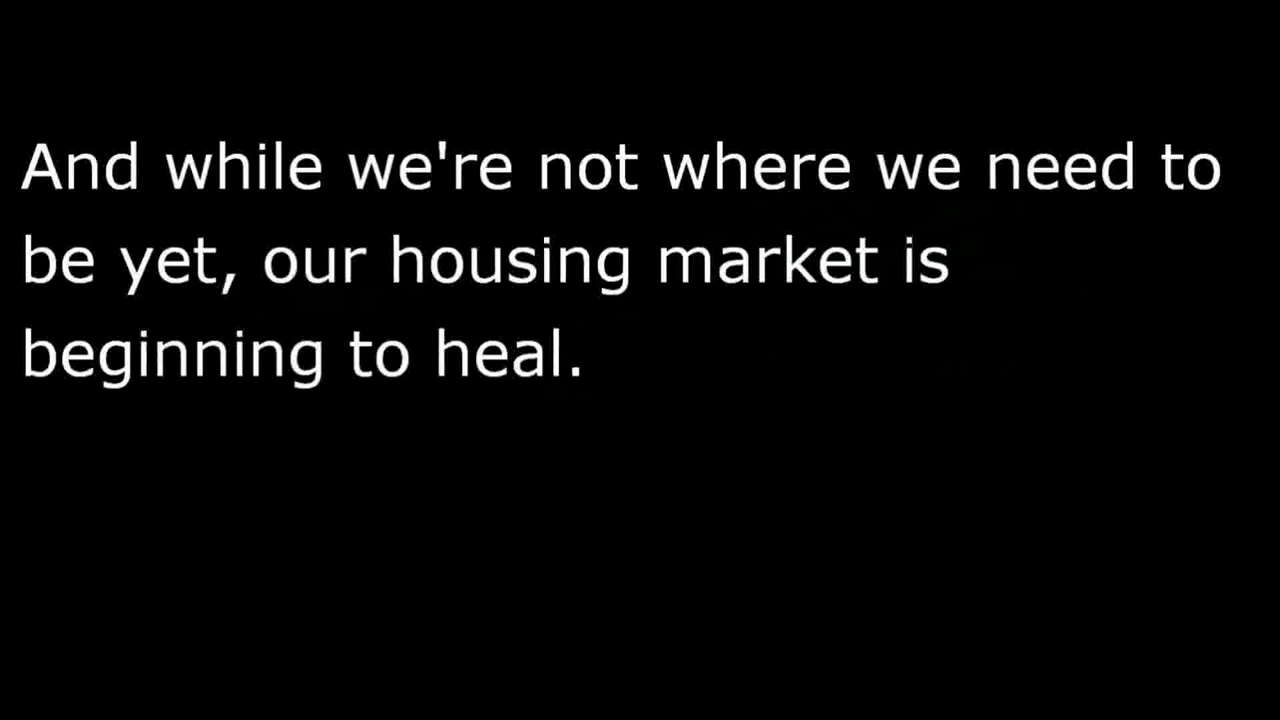 And while we're not where we need to
be yet, our housing market is
beginning to heal.